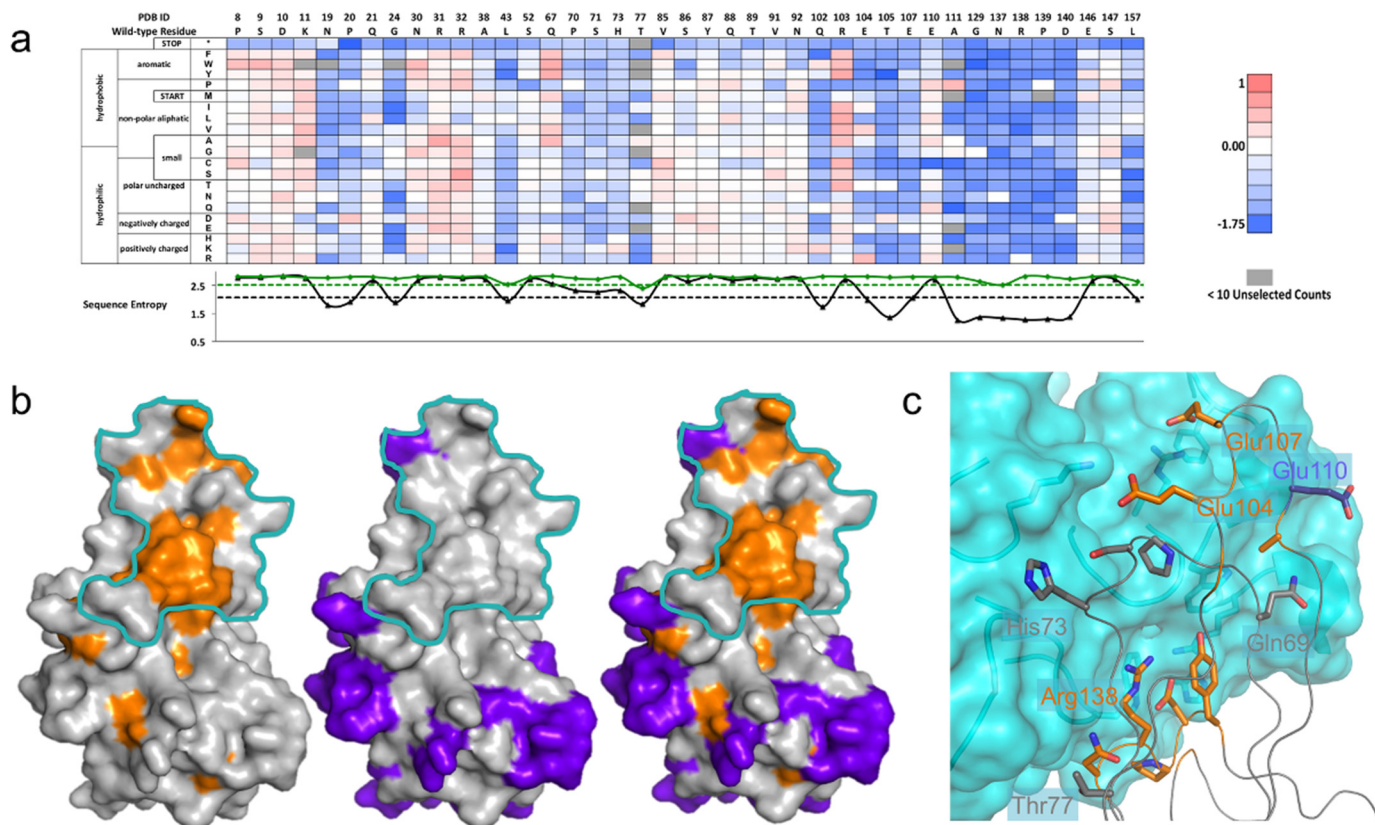 a
PDB ID 8 9 10 11 19 20 21 24 30 31 32 38 43 52 67 70 71 73 77 85 86 87 88 89 91 92 102 103 104 105 107 110 111 129 137 138 139 140 146 147 157
Wild-type Residue P S D K N P Q G N R R A L S Q P S H T V S Y Q T V N Q R E T E E A G N R P D E S L
STOP *
hydrophobic
aromatic
F
W
Y
P
START M
non-polar aliphatic
I
L
V
A
small
G
hydrophilic
C
S
polar uncharged
T
N
Q
negatively charged
D
E
positively charged
H
K
R
1
0.00
-1.75
< 10 Unselected Counts
Sequence Entropy
2.5
1.5
0.5
b
c
Glu107
Glu110
Glu104
His73
Gln69
Arg138
Thr77